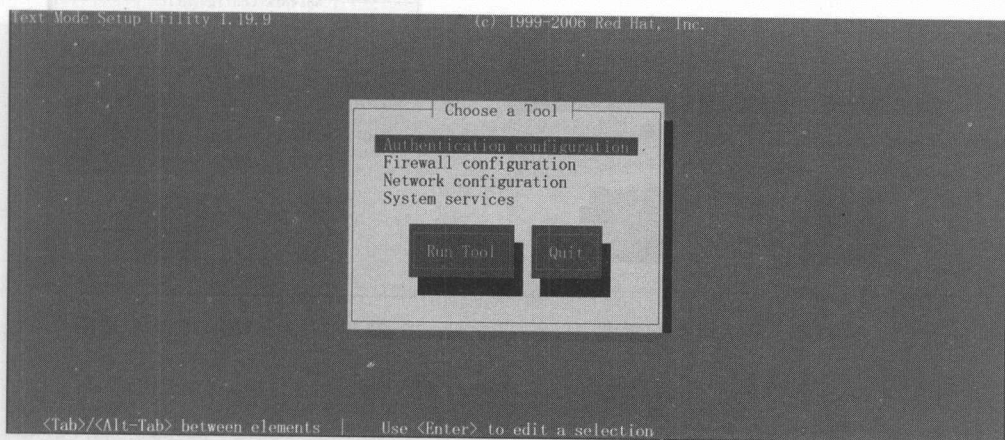 Text Mode Setup Utility 1.19.9 (c) 1999-2006 Red Hat, Inc.
Choose a Tool
Authentication configuration
Firewall configuration
Network configuration
System services
Run Tool Quit
<Tab>/<Alt-Tab> between elements | Use <Enter> to edit a selection